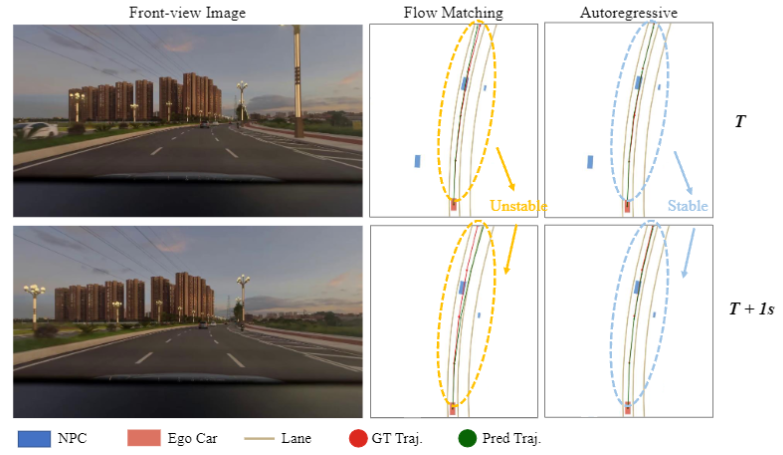 Front-view Image
Flow Matching
Autoregressive
T
Unstable
Stable
T + 1s
NPC
Ego Car
Lane
GT Traj.
Pred Traj.